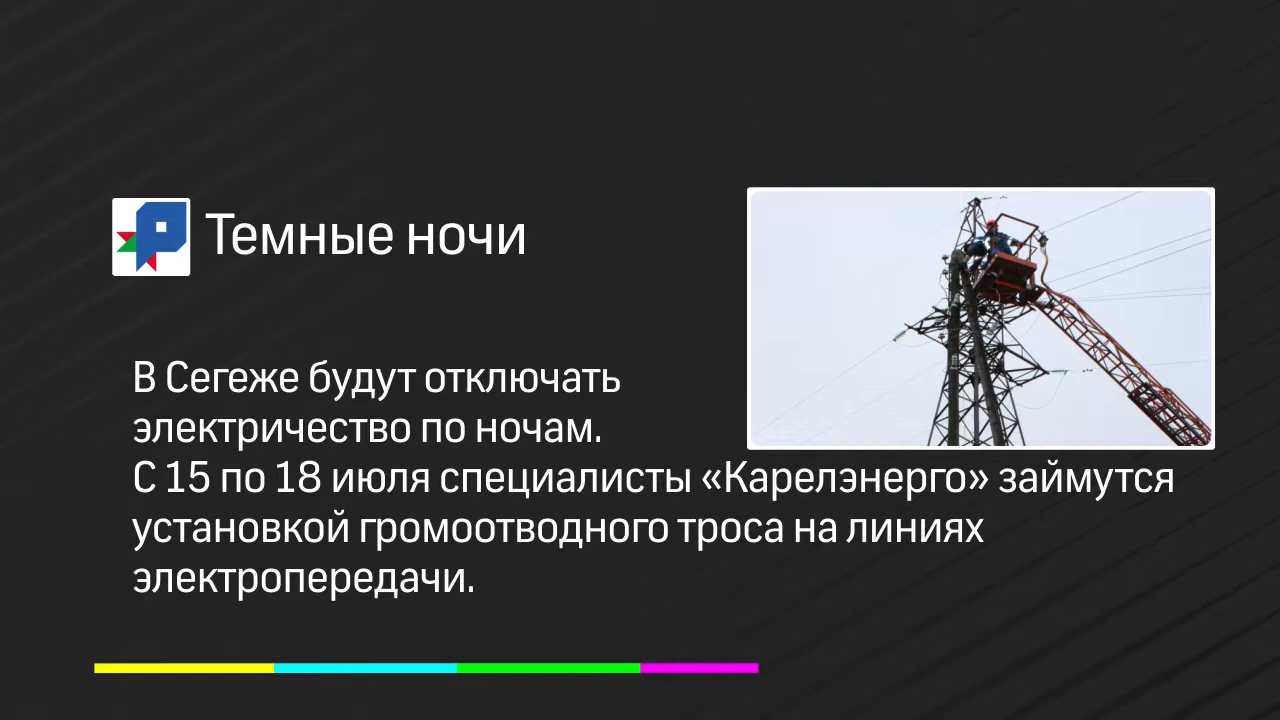 Темные ночи
В Сегеже будут отключать
электричество по ночам.
С 15 по 18 июля специалисты «Карелэнерго» займутся
установкой громоотводного троса на линиях
электропередачи.